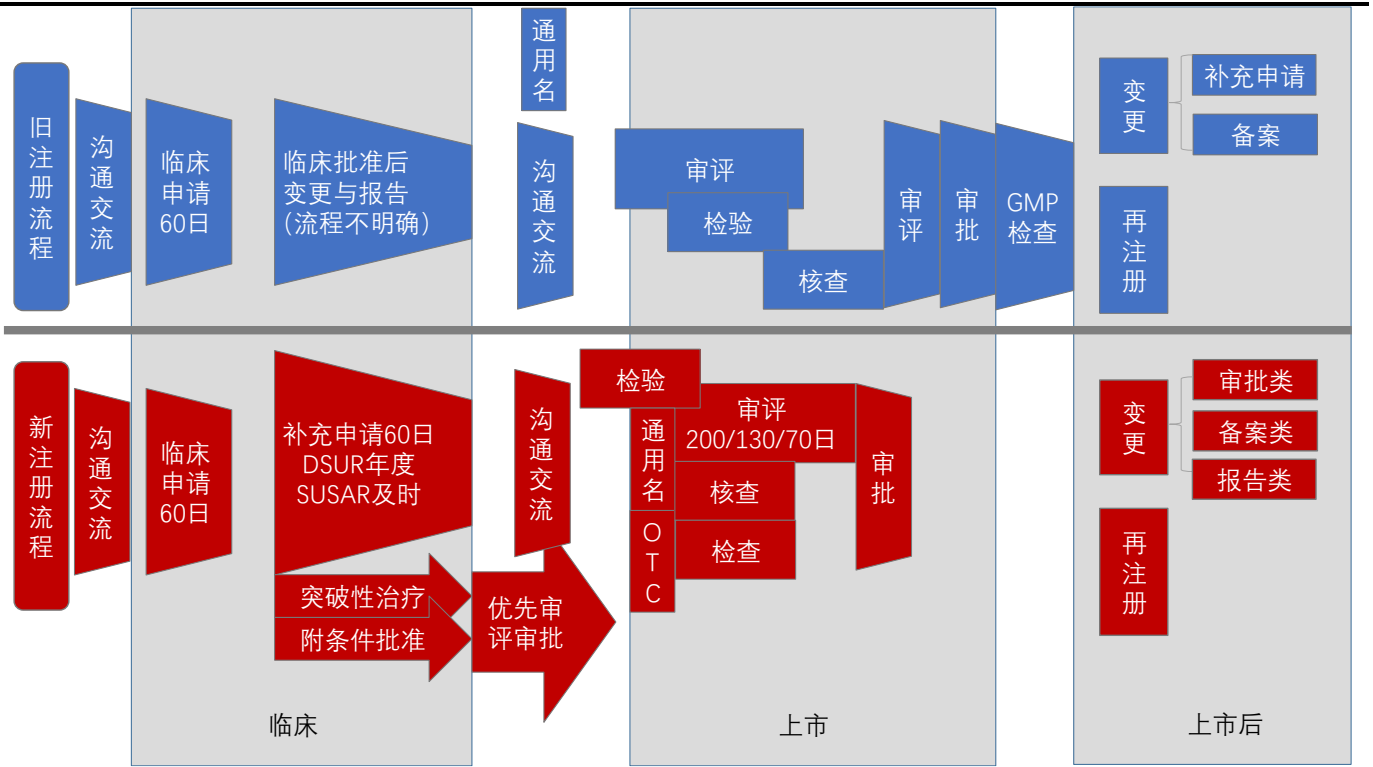 旧注册流程
沟通交流
临床
申请
60日
临床批准后
变更与报告
（流程不明确）
通用名
沟通交流
审评
检验
核查
审评
审批
GMP
检查
变更
补充申请
备案
再注册
新注册流程
沟通交流
临床
申请
60日
补充申请60日
DSUR年度
SUSAR及时
突破性治疗
附条件批准
优先审
评审批
沟通交流
检验
通用名
OTC
审评
200/130/70日
核查
检查
审批
变更
审批类
备案类
报告类
再注册
临床
上市
上市后